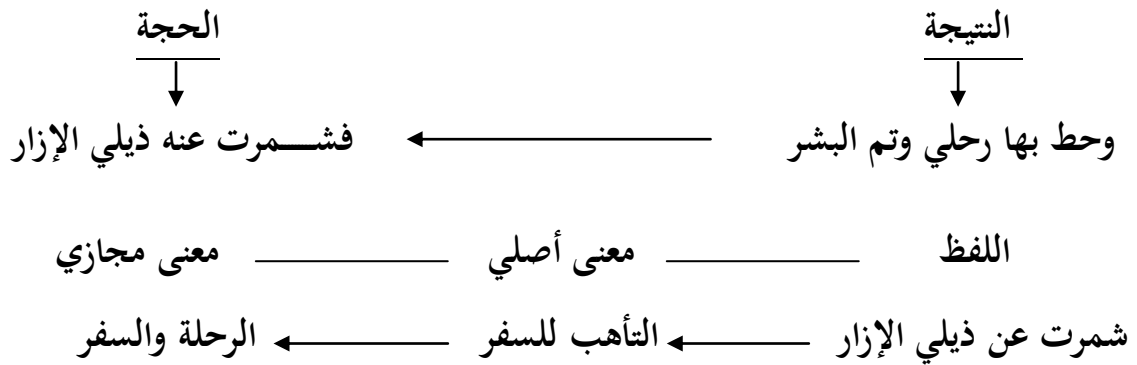 النتيجة الحجة
وحط بها رحلي وتم البشر فشمرت عنه ذيلي الإزار
اللفظ معنى أصلي معنى مجازي
شمرت عن ذيلي الإزار التأهب للسفر الرحلة والسفر